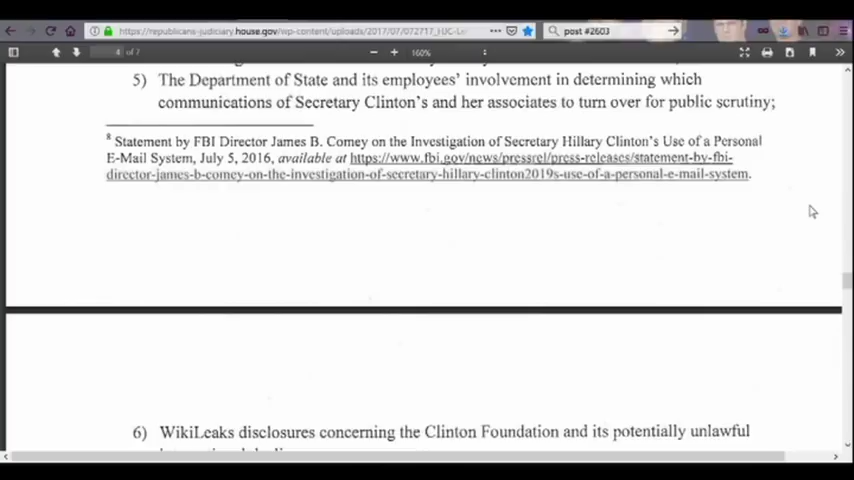 https://republicans-judiciary.house.gov/wp-content/uploads/2017/07/072717_HJC-Le
post #2603
4 of 7
160%
5) The Department of State and its employees' involvement in determining which
communications of Secretary Clinton's and her associates to turn over for public scrutiny;
8 Statement by FBI Director James B. Comey on the Investigation of Secretary Hillary Clinton's Use of a Personal
E-Mail System, July 5, 2016, available at https://www.fbi.gov/news/pressrel/press-releases/statement-by-fbi-
director-james-b-comey-on-the-investigation-of-secretary-hillary-clinton2019s-use-of-a-personal-e-mail-system.
6) WikiLeaks disclosures concerning the Clinton Foundation and its potentially unlawful